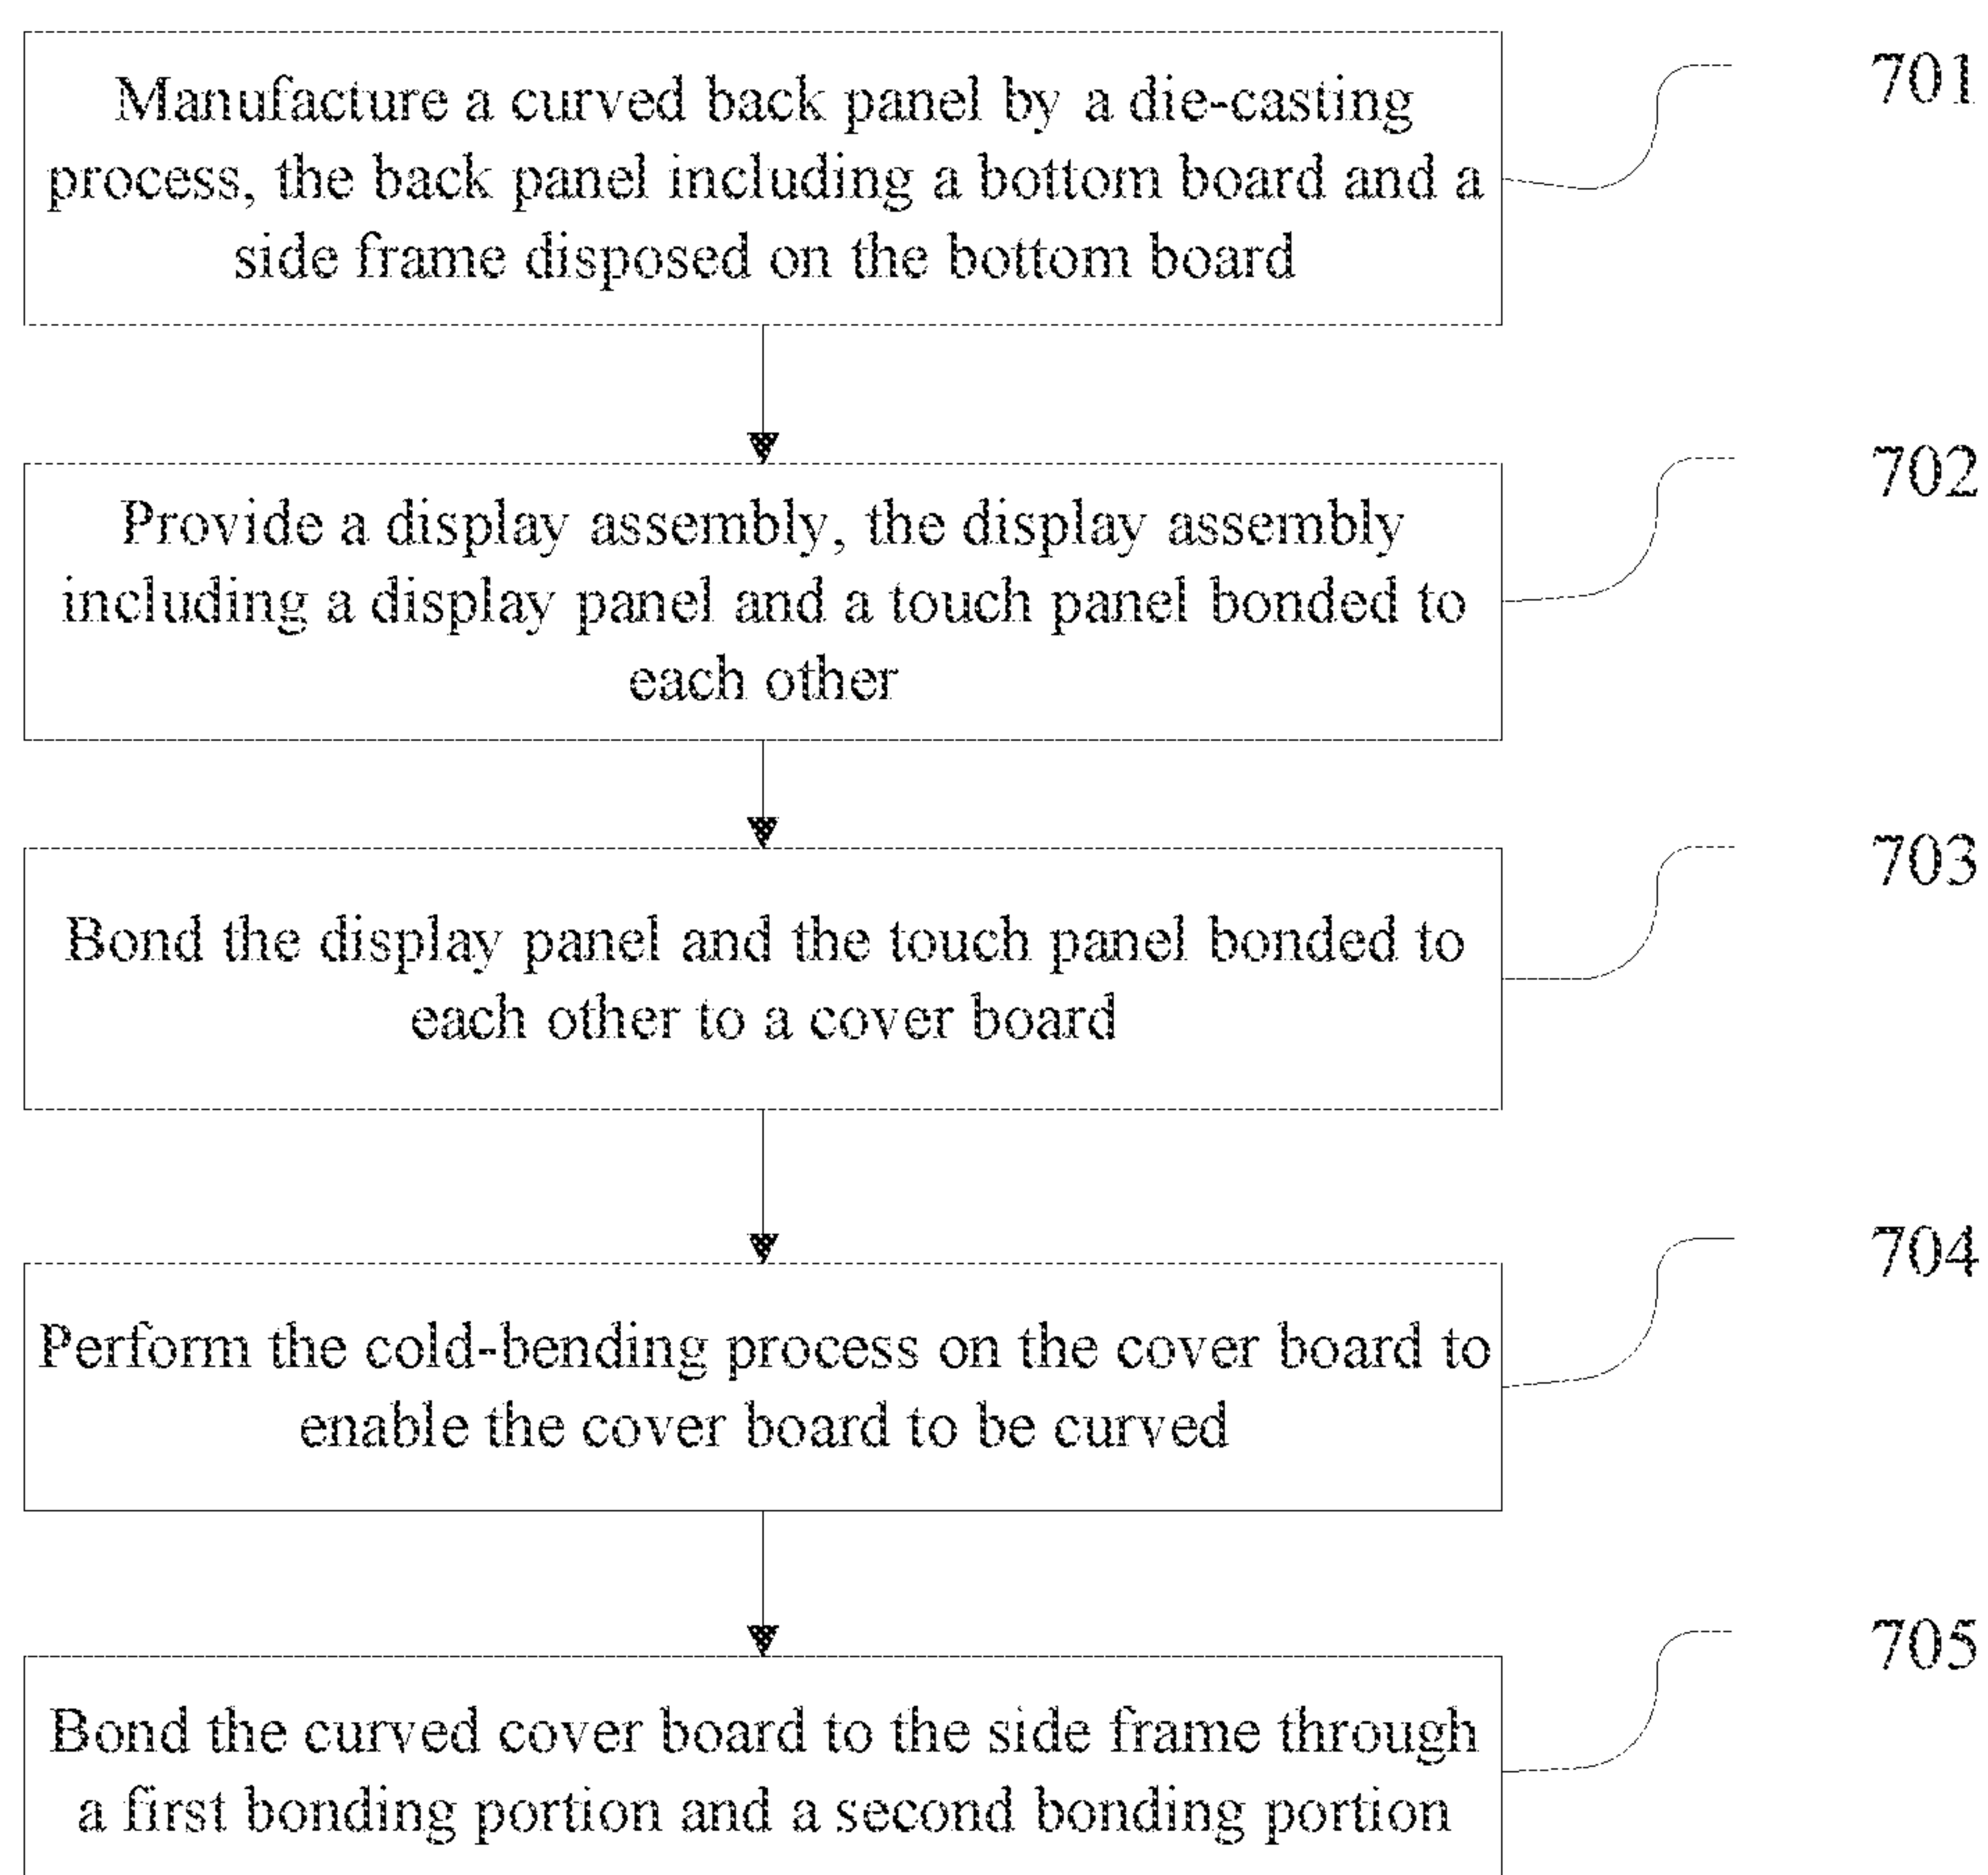 Manufacture a curved back panel by a die-casting
process, the back panel including a bottom board and a
side frame disposed on the bottom board
701
Provide a display assembly, the display assembly
including a display panel and a touch panel bonded to
each other
702
Bond the display panel and the touch panel bonded to
each other to a cover board
703
Perform the cold-bending process on the cover board to
enable the cover board to be curved
704
Bond the curved cover board to the side frame through
a first bonding portion and a second bonding portion
705